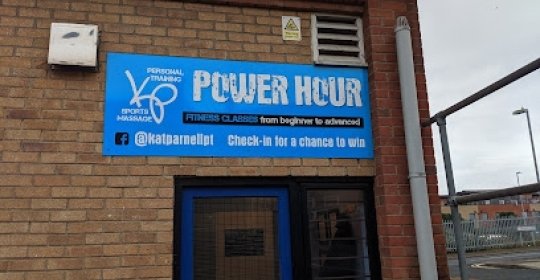 PERSONAL
TRAINING
KP
SPORTS
MASSAGE
POWER HOUR
FITNESS CLASSES from beginner to advanced
@katparnellpt Check-in for a chance to win